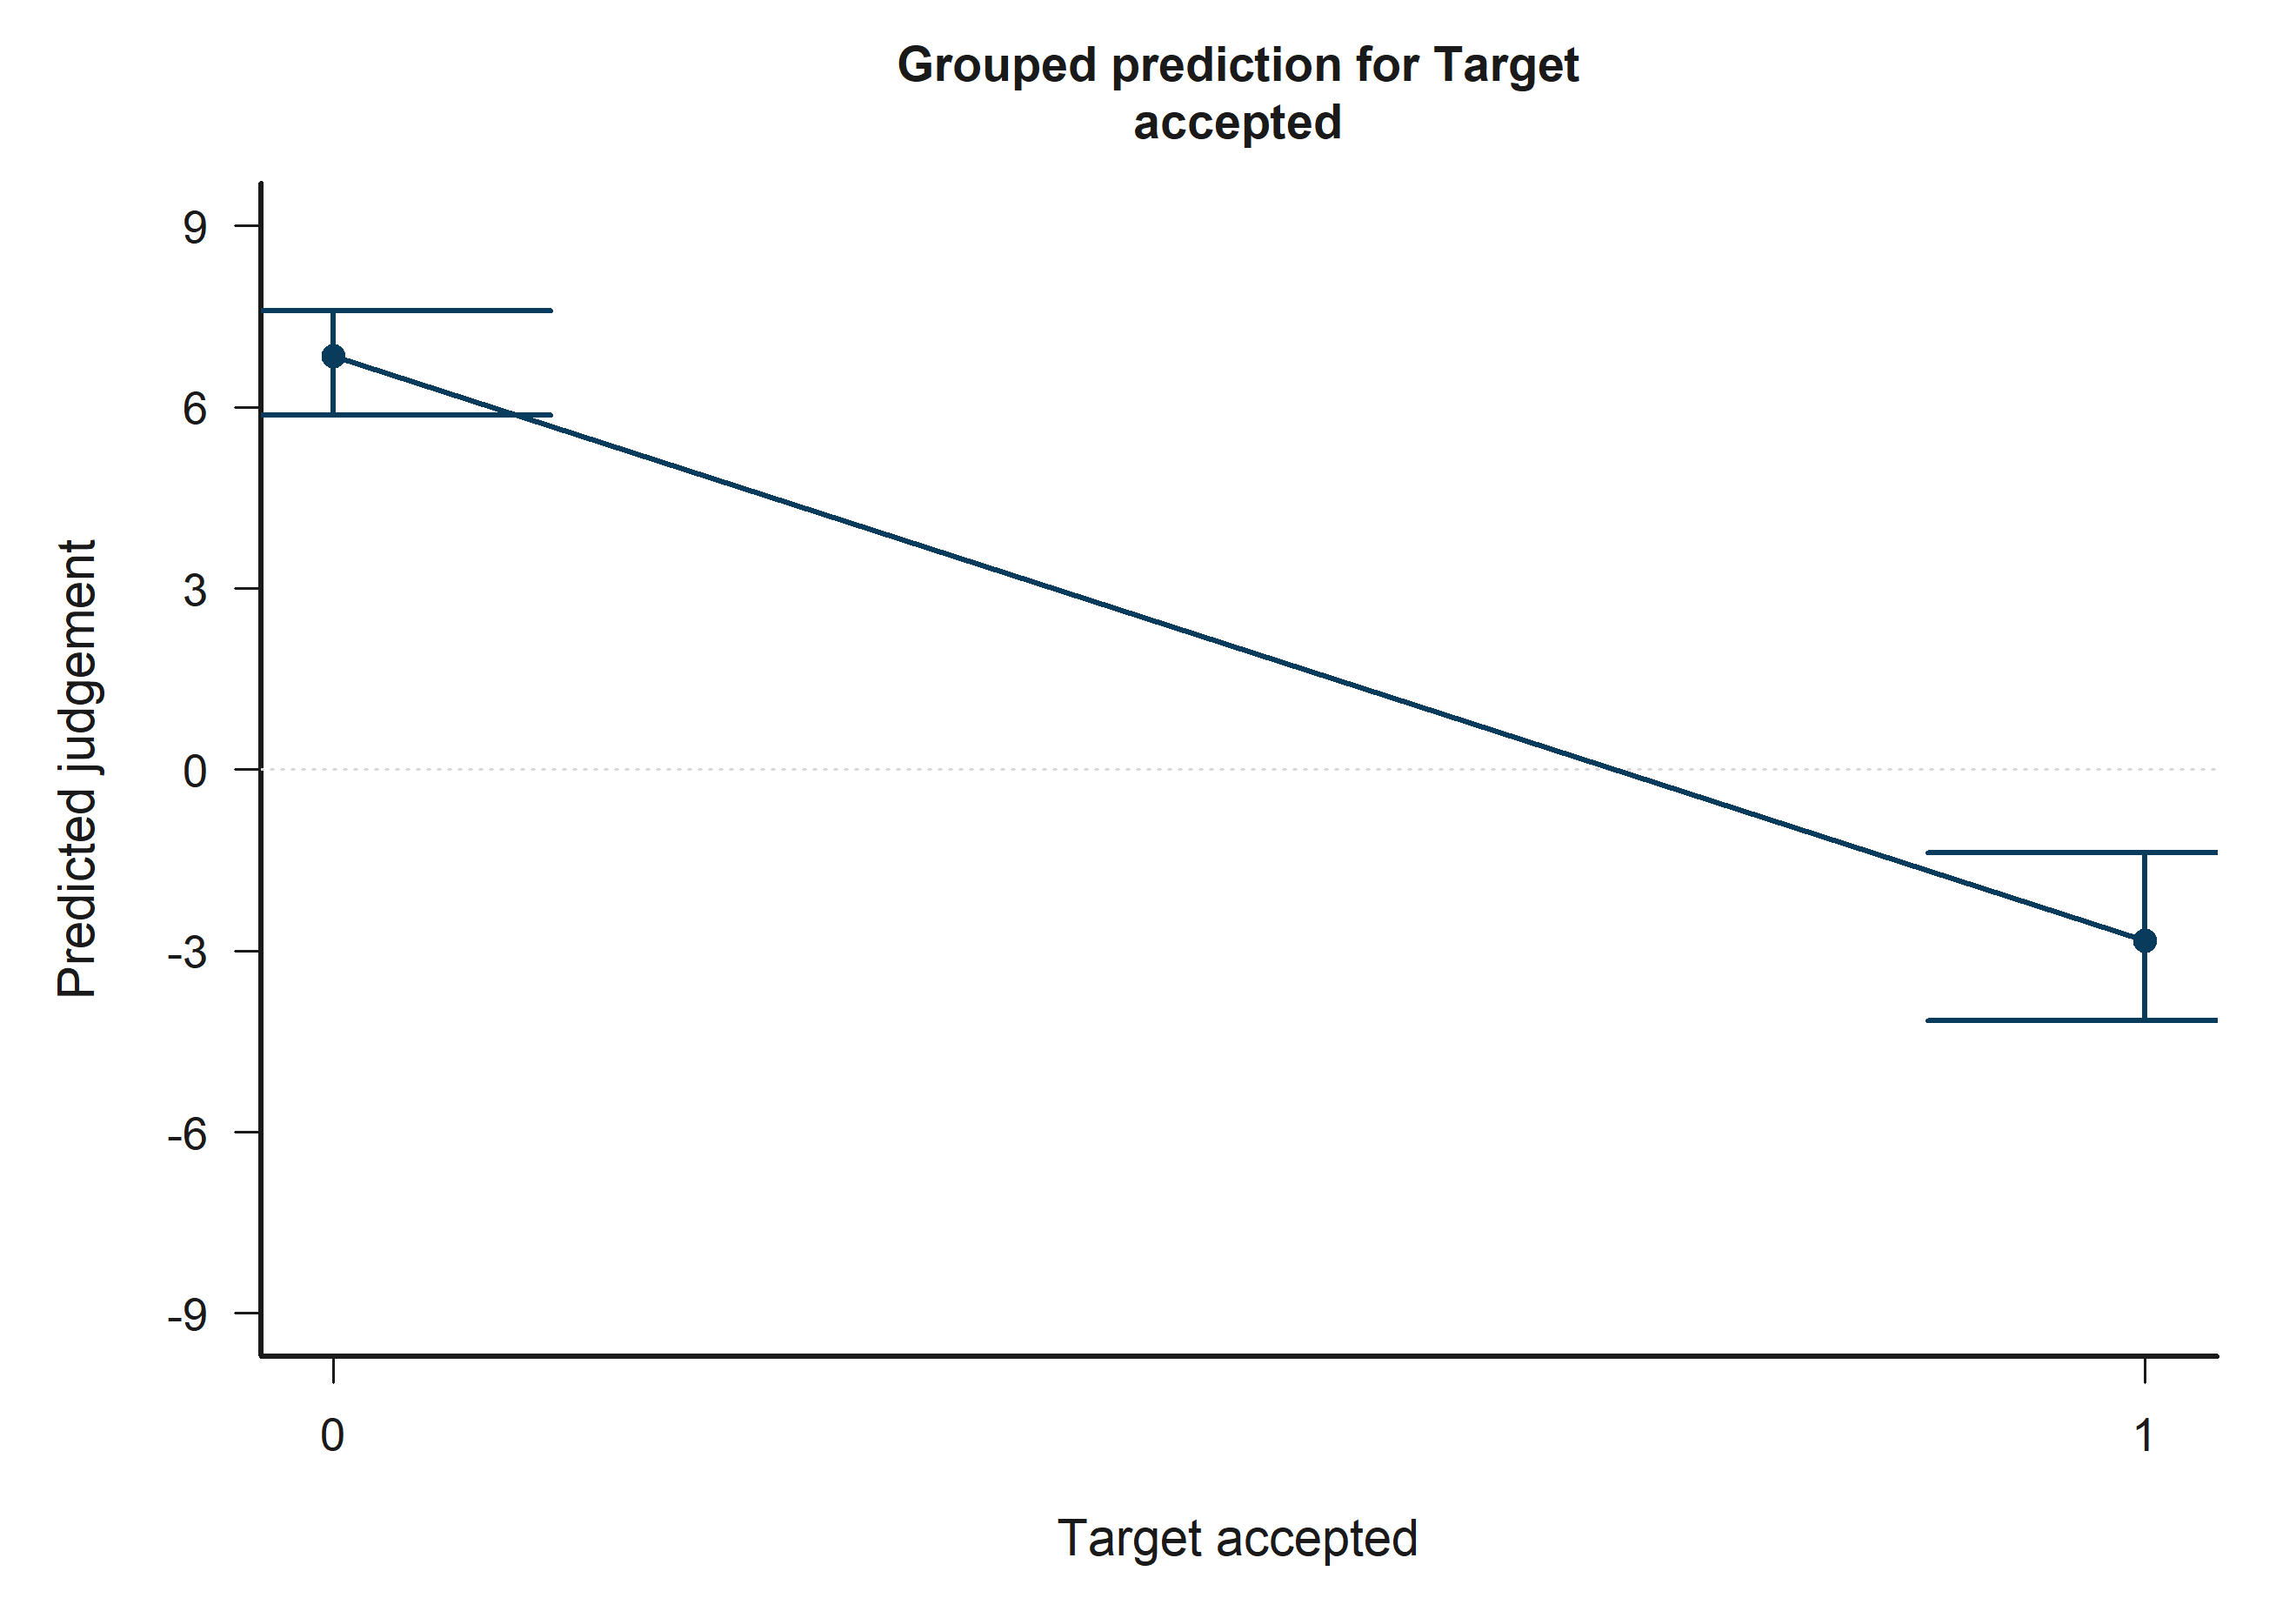 Grouped prediction for Target
accepted
9
6
3
0
-3
-6
-9
Predicted judgement
0
1
Target accepted